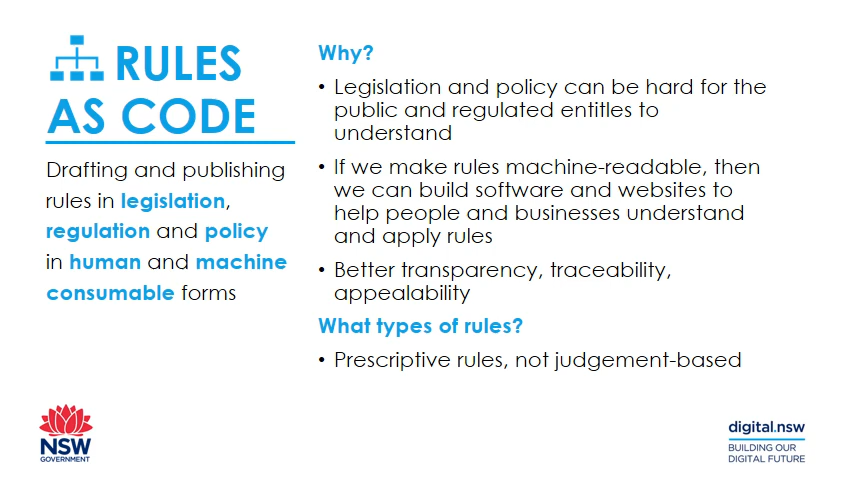 RULES
AS CODE
Drafting and publishing
rules in legislation,
regulation and policy
in human and machine
consumable forms
Why?
• Legislation and policy can be hard for the
public and regulated entitles to
understand
• If we make rules machine-readable, then
we can build software and websites to
help people and businesses understand
and apply rules
• Better transparency, traceability,
appealability
What types of rules?
• Prescriptive rules, not judgement-based
NSW
GOVERNMENT
digital.nsw
BUILDING OUR
DIGITAL FUTURE